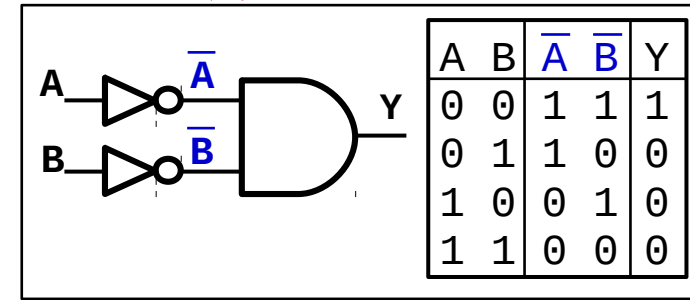 A
A̅
B
B̅
Y
A B A̅ B̅ Y
0 0 1 1 1
0 1 1 0 0
1 0 0 1 0
1 1 0 0 0